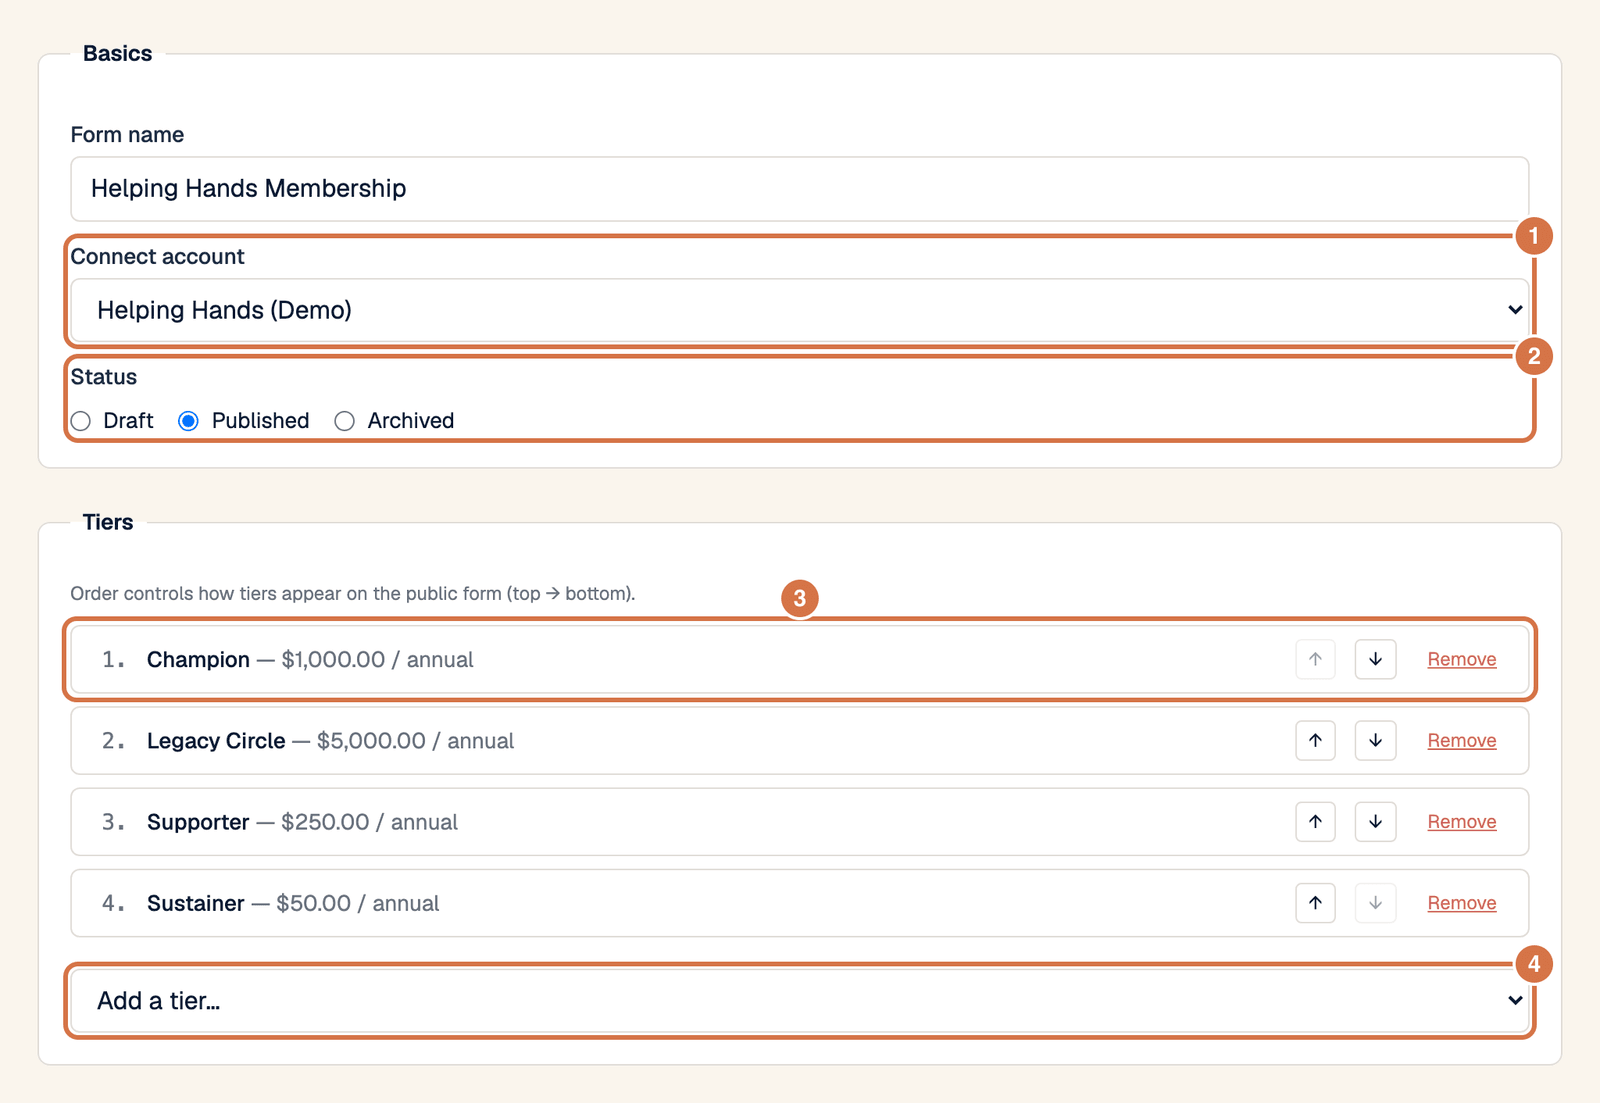 Basics
Form name
Helping Hands Membership
1
Connect account
Helping Hands (Demo)
2
Status
Draft Published Archived
Tiers
Order controls how tiers appear on the public form (top → bottom).
3
1. Champion — $1,000.00 / annual ↑ ↓ Remove
2. Legacy Circle — $5,000.00 / annual ↑ ↓ Remove
3. Supporter — $250.00 / annual ↑ ↓ Remove
4. Sustainer — $50.00 / annual ↑ ↓ Remove
4
Add a tier...